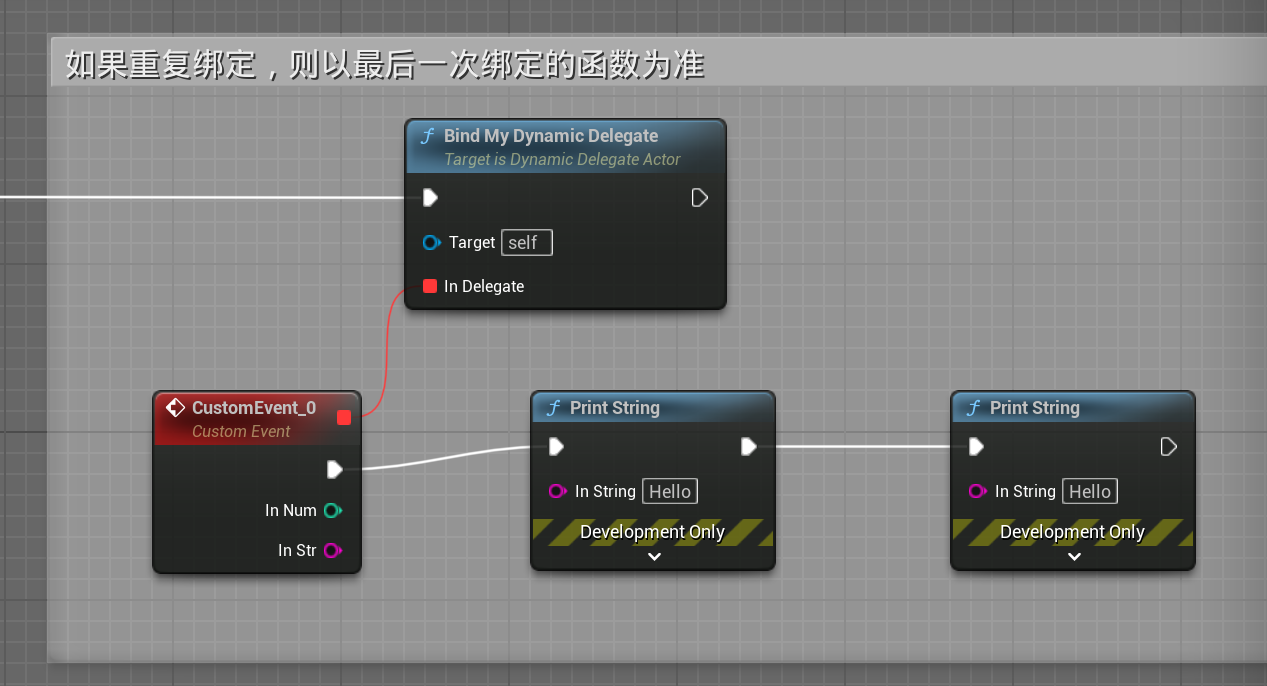 如果重复绑定，则以最后一次绑定的函数为准
Bind My Dynamic Delegate
Target is Dynamic Delegate Actor
Target self
In Delegate
CustomEvent_0
Custom Event
In Num
In Str
Print String
In String Hello
Development Only
Print String
In String Hello
Development Only